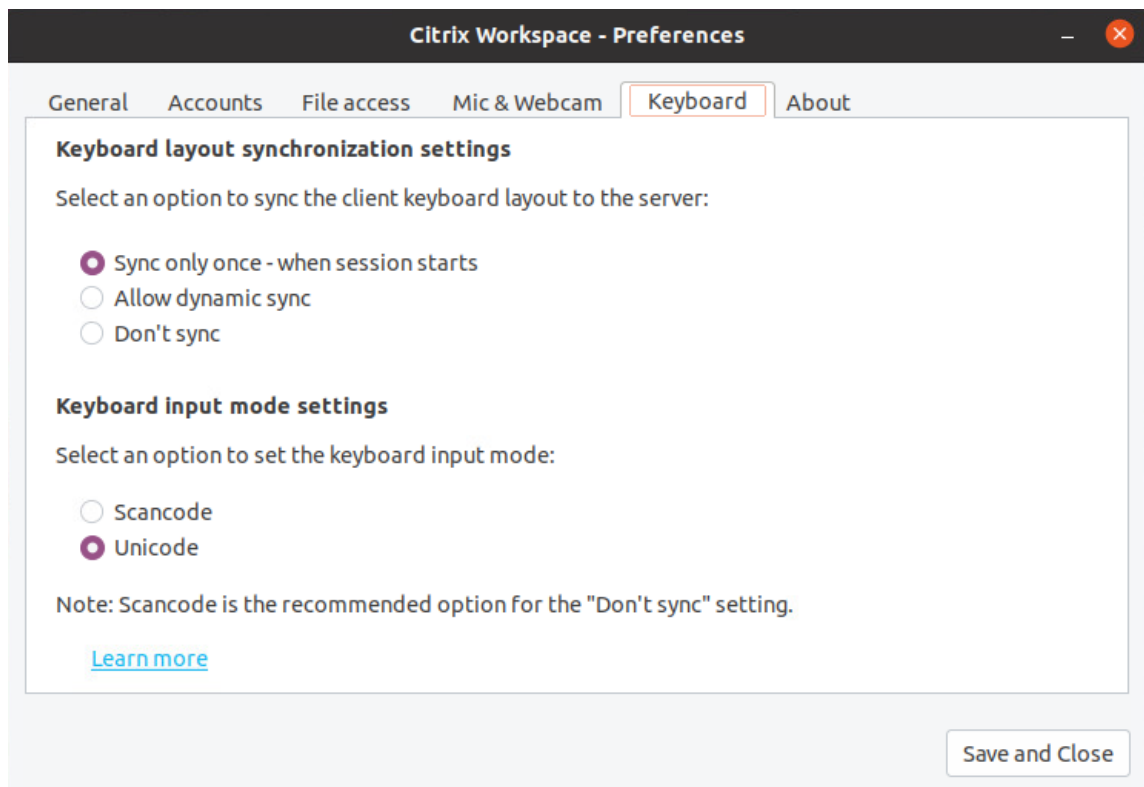 Citrix Workspace - Preferences
General Accounts File access Mic & Webcam Keyboard About
Keyboard layout synchronization settings
Select an option to sync the client keyboard layout to the server:
Sync only once - when session starts
Allow dynamic sync
Don't sync
Keyboard input mode settings
Select an option to set the keyboard input mode:
Scancode
Unicode
Note: Scancode is the recommended option for the "Don't sync" setting.
Learn more
Save and Close